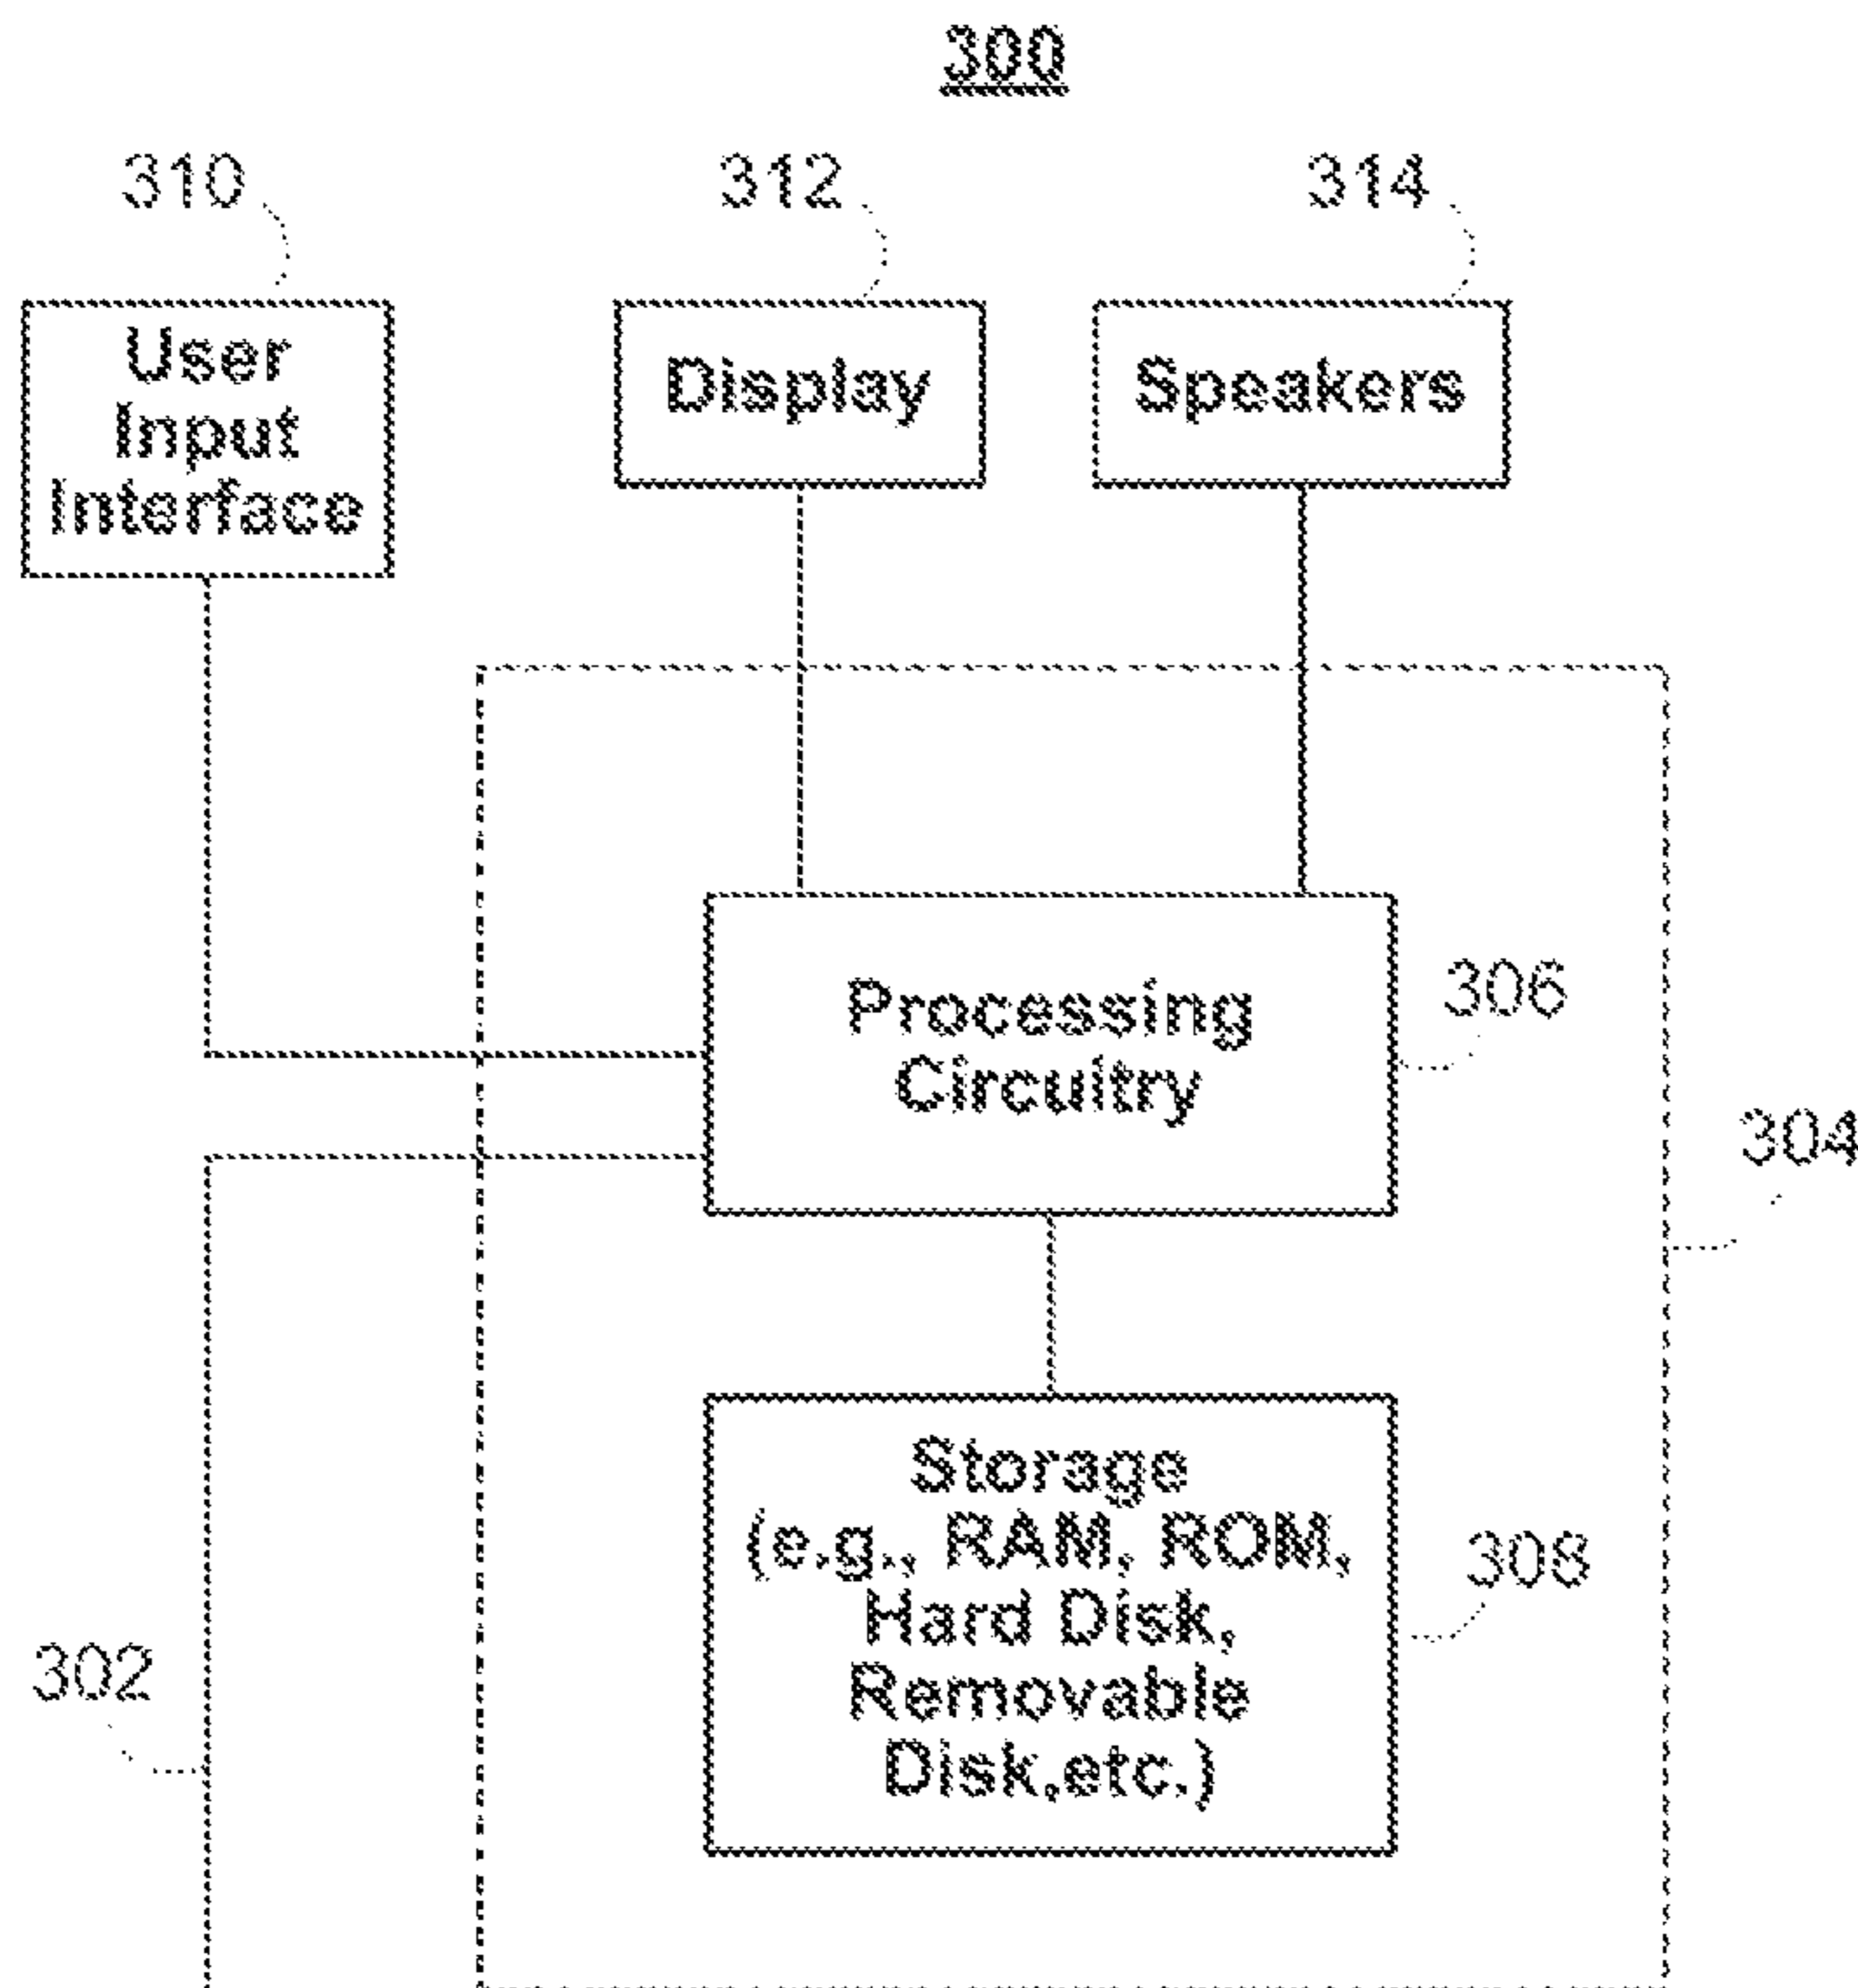 300
310
312
314
User
Input
Interface
Display
Speakers
Processing
Circuitry
306
304
Storage
(e.g., RAM, ROM,
Hard Disk,
Removable
Disk,etc.)
308
302